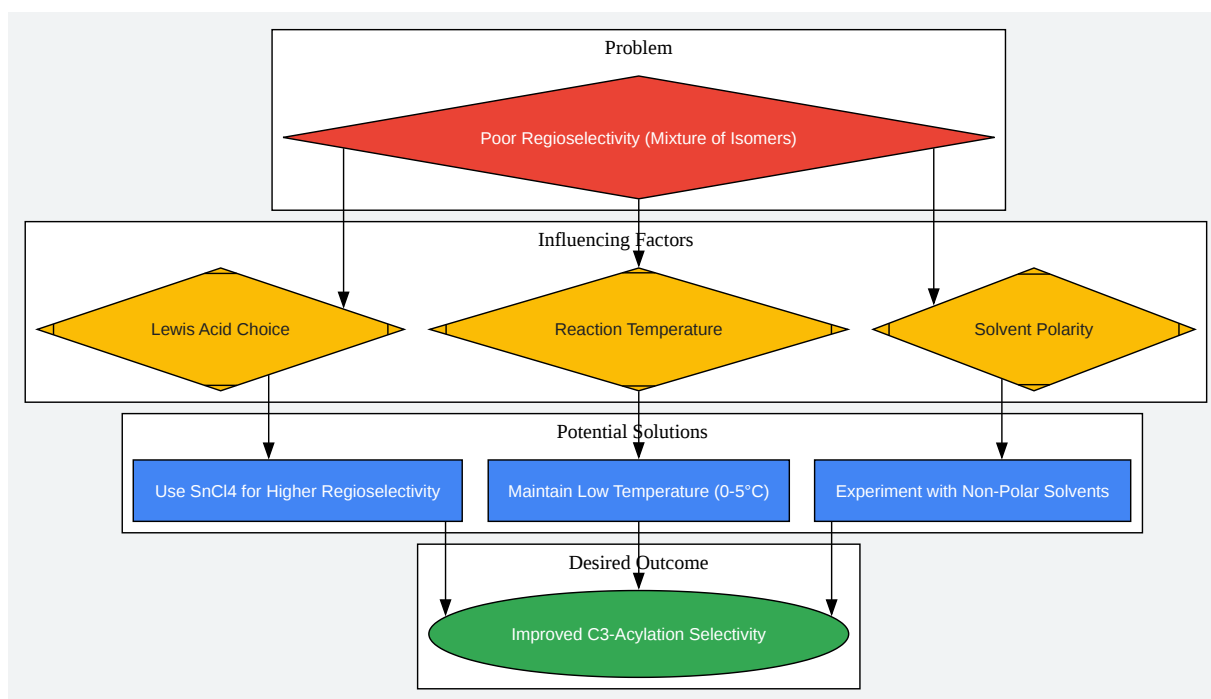 Problem
Poor Regioselectivity (Mixture of Isomers)
Influencing Factors
Lewis Acid Choice
Reaction Temperature
Solvent Polarity
Potential Solutions
Use SnCl4 for Higher Regioselectivity
Maintain Low Temperature (0-5°C)
Experiment with Non-Polar Solvents
Desired Outcome
Improved C3-Acylation Selectivity